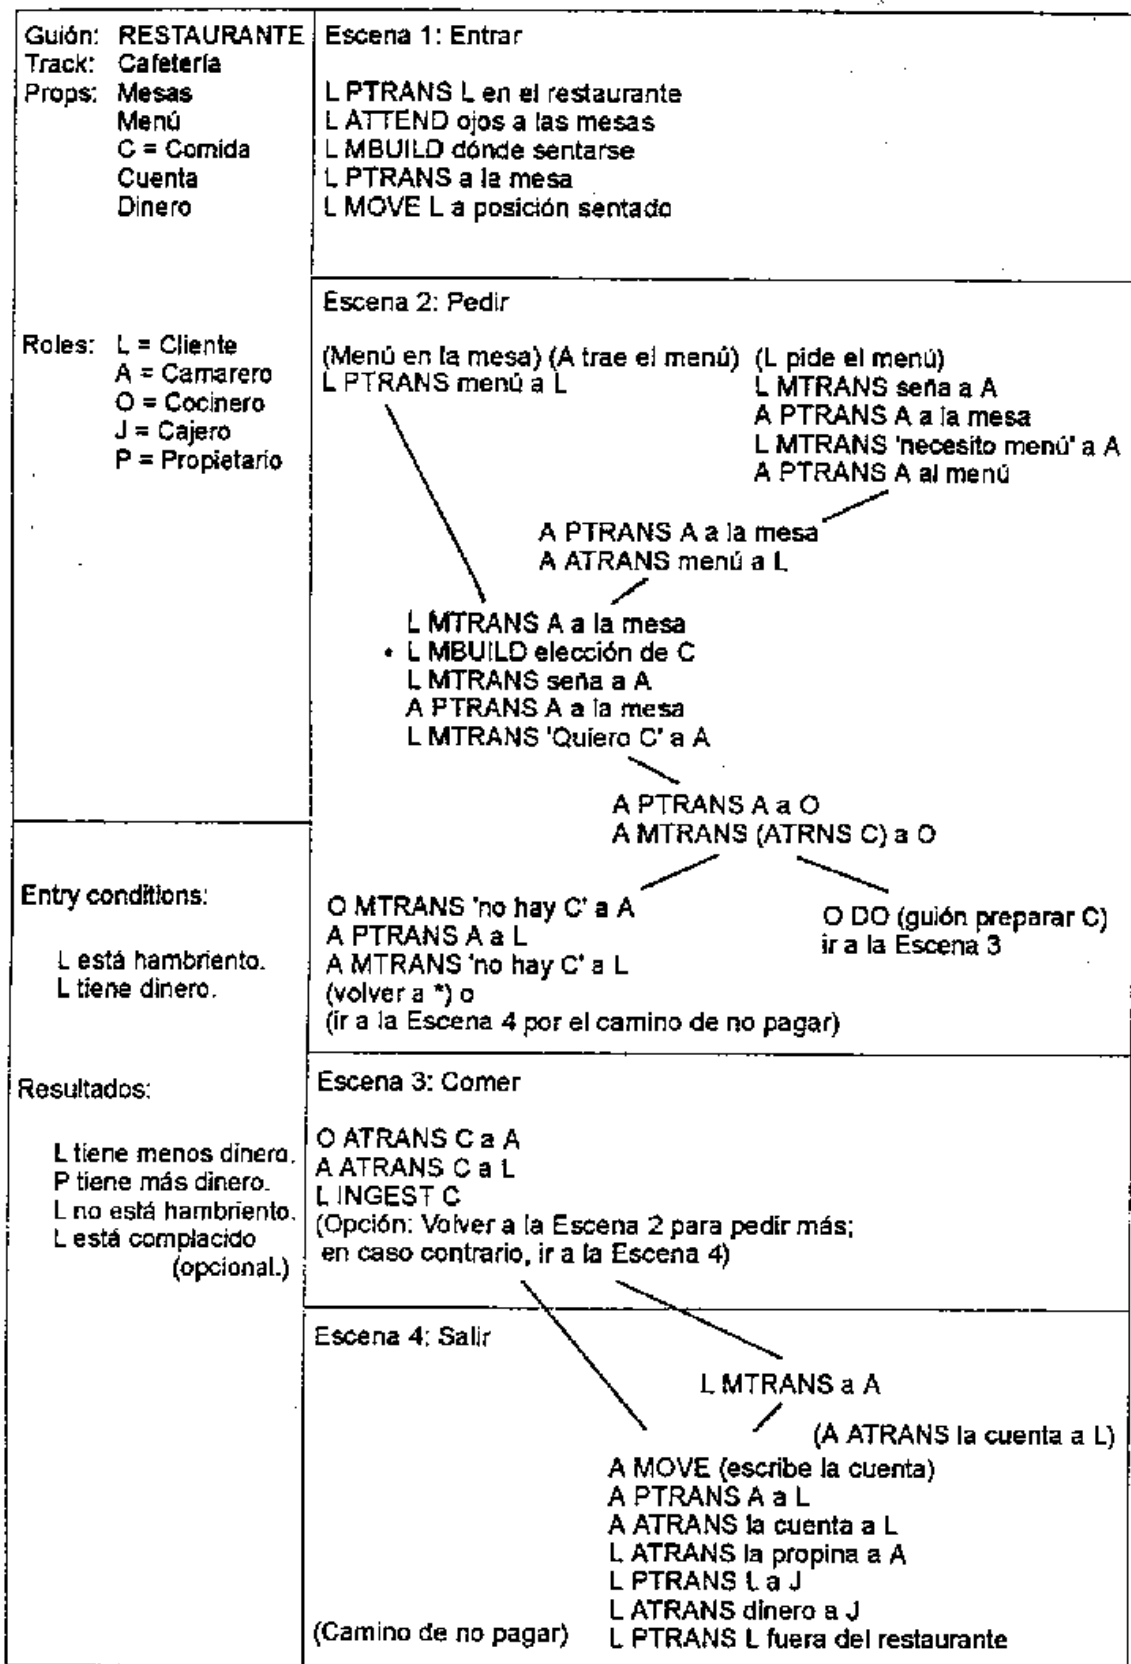 Guión: RESTAURANTE
Track: Cafetería
Props: Mesas
Menú
C = Comida
Cuenta
Dinero
Roles: L = Cliente
A = Camarero
O = Cocinero
J = Cajero
P = Propietario
Entry conditions:
L está hambriento.
L tiene dinero.
Resultados:
L tiene menos dinero.
P tiene más dinero.
L no está hambriento.
L está complacido
(opcional.)
Escena 1: Entrar
L PTRANS L en el restaurante
L ATTEND ojos a las mesas
L MBUILD dónde sentarse
L PTRANS a la mesa
L MOVE L a posición sentado
Escena 2: Pedir
(Menú en la mesa) (A trae el menú) (L pide el menú)
L PTRANS menú a L
L MTRANS seña a A
A PTRANS A a la mesa
L MTRANS 'necesito menú' a A
A PTRANS A al menú
A PTRANS A a la mesa
A ATRANS menú a L
L MTRANS A a la mesa
* L MBUILD elección de C
L MTRANS seña a A
A PTRANS A a la mesa
L MTRANS 'Quiero C' a A
A PTRANS A a O
A MTRANS (ATRNS C) a O
O MTRANS 'no hay C' a A
A PTRANS A a L
A MTRANS 'no hay C' a L
(volver a *) o
(ir a la Escena 4 por el camino de no pagar)
O DO (guión preparar C)
ir a la Escena 3
Escena 3: Comer
O ATRANS C a A
A ATRANS C a L
L INGEST C
(Opción: Volver a la Escena 2 para pedir más;
en caso contrario, ir a la Escena 4)
Escena 4: Salir
L MTRANS a A
(A ATRANS la cuenta a L)
A MOVE (escribe la cuenta)
A PTRANS A a L
A ATRANS la cuenta a L
L ATRANS la propina a A
L PTRANS L a J
L ATRANS dinero a J
(Camino de no pagar) L PTRANS L fuera del restaurante